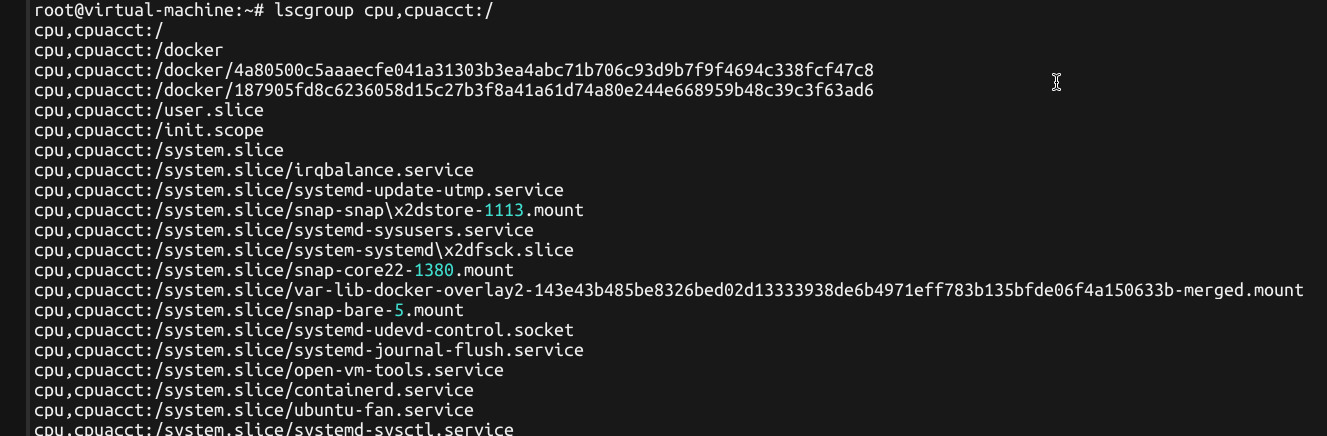 root@virtual-machine:~# lscgroup cpu,cpuacct:/
cpu,cpuacct:/
cpu,cpuacct:/docker
cpu,cpuacct:/docker/4a80500c5aaaecfe041a31303b3ea4abc71b706c93d9b7f9f4694c338fcf47c8
cpu,cpuacct:/docker/187905fd8c6236058d15c27b3f8a41a61d74a80e244e668959b48c39c3f63ad6
cpu,cpuacct:/user.slice
cpu,cpuacct:/init.scope
cpu,cpuacct:/system.slice
cpu,cpuacct:/system.slice/irqbalance.service
cpu,cpuacct:/system.slice/systemd-update-utmp.service
cpu,cpuacct:/system.slice/snap-snap\x2dstore-1113.mount
cpu,cpuacct:/system.slice/systemd-sysusers.service
cpu,cpuacct:/system.slice/system-systemd\x2dfsck.slice
cpu,cpuacct:/system.slice/snap-core22-1380.mount
cpu,cpuacct:/system.slice/var-lib-docker-overlay2-143e43b485be8326bed02d13333938de6b4971eff783b135bfde06f4a150633b-merged.mount
cpu,cpuacct:/system.slice/snap-bare-5.mount
cpu,cpuacct:/system.slice/systemd-udevd-control.socket
cpu,cpuacct:/system.slice/systemd-journal-flush.service
cpu,cpuacct:/system.slice/open-vm-tools.service
cpu,cpuacct:/system.slice/containerd.service
cpu,cpuacct:/system.slice/ubuntu-fan.service
cpu,cpuacct:/system.slice/systemd-sysctl.service